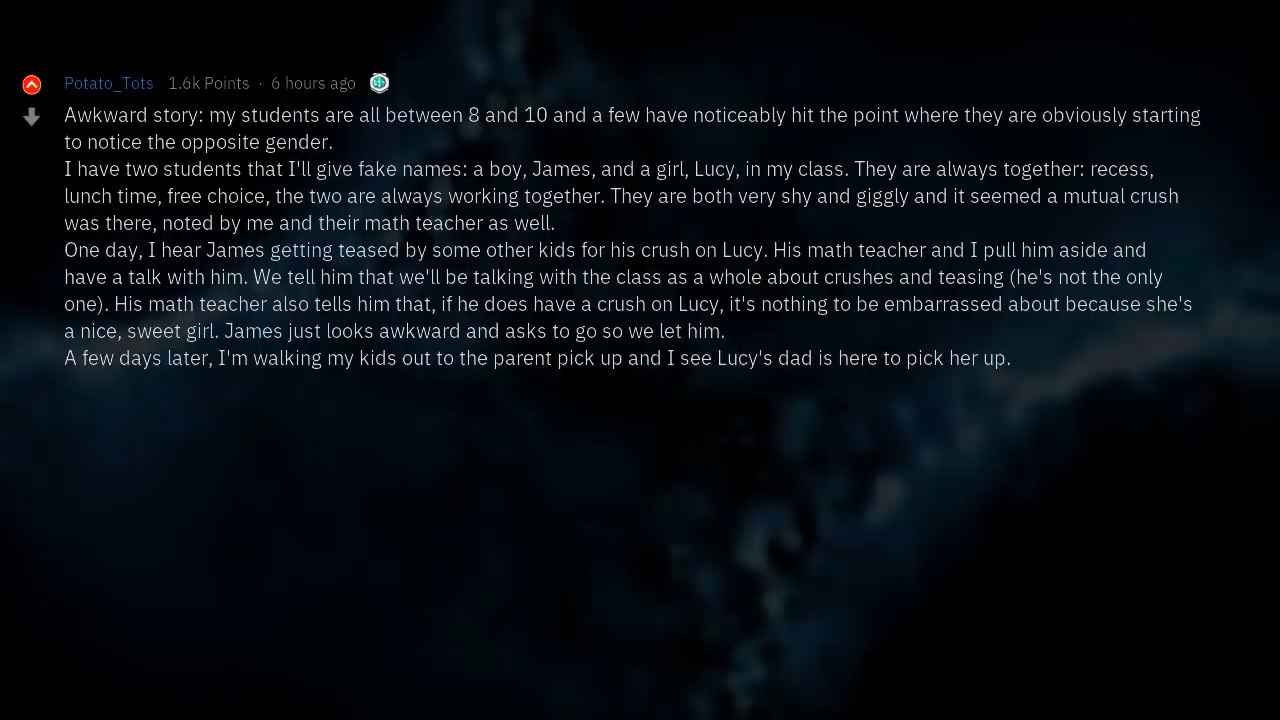 Potato_Tots 1.6k Points · 6 hours ago
Awkward story: my students are all between 8 and 10 and a few have noticeably hit the point where they are obviously starting
to notice the opposite gender.
I have two students that I'll give fake names: a boy, James, and a girl, Lucy, in my class. They are always together: recess,
lunch time, free choice, the two are always working together. They are both very shy and giggly and it seemed a mutual crush
was there, noted by me and their math teacher as well.
One day, I hear James getting teased by some other kids for his crush on Lucy. His math teacher and I pull him aside and
have a talk with him. We tell him that we'll be talking with the class as a whole about crushes and teasing (he's not the only
one). His math teacher also tells him that, if he does have a crush on Lucy, it's nothing to be embarrassed about because she's
a nice, sweet girl. James just looks awkward and asks to go so we let him.
A few days later, I'm walking my kids out to the parent pick up and I see Lucy's dad is here to pick her up.